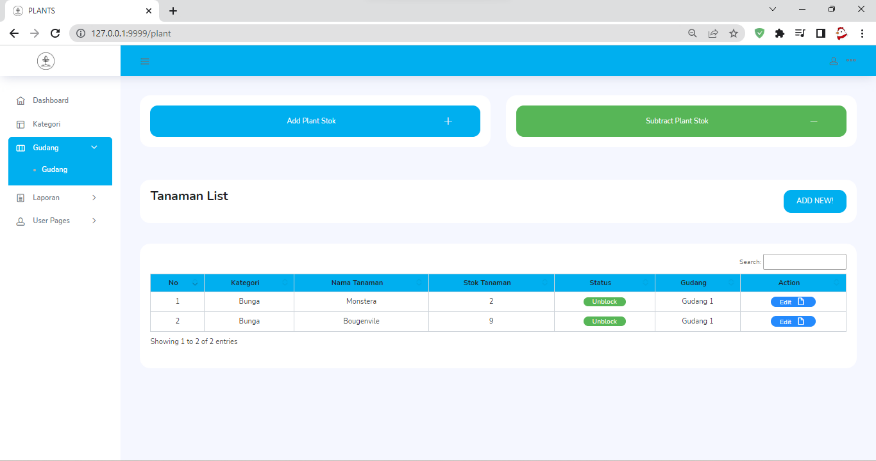 PLANTS
127.0.0.1:9999/plant
Dashboard
Kategori
Gudang
Gudang
Laporan
User Pages
Add Plant Stok
Subtract Plant Stok
Tanaman List
ADD NEW!
Search:
No Kategori Nama Tanaman Stok Tanaman Status Gudang Action
1 Bunga Monstera 2 Unblock Gudang 1 Edit
2 Bunga Bougenvile 9 Unblock Gudang 1 Edit
Showing 1 to 2 of 2 entries